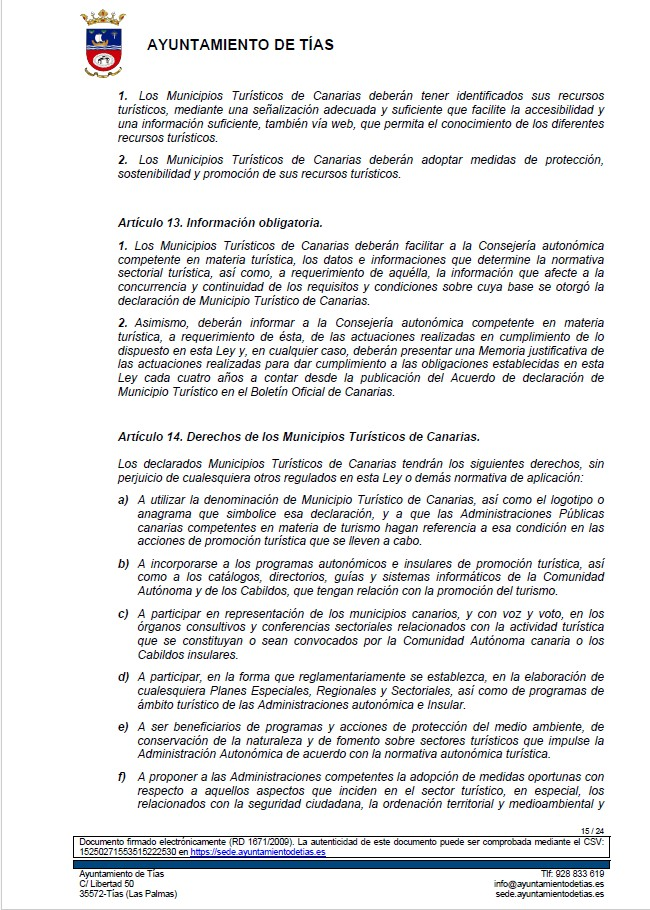 AYUNTAMIENTO DE TÍAS
1. Los Municipios Turísticos de Canarias deberán tener identificados sus recursos
turísticos, mediante una señalización adecuada y suficiente que facilite la accesibilidad y
una información suficiente, también vía web, que permita el conocimiento de los diferentes
recursos turísticos.
2. Los Municipios Turísticos de Canarias deberán adoptar medidas de protección,
sostenibilidad y promoción de sus recursos turísticos.
Artículo 13. Información obligatoria.
1. Los Municipios Turísticos de Canarias deberán facilitar a la Consejería autonómica
competente en materia turística, los datos e informaciones que determine la normativa
sectorial turística, así como, a requerimiento de aquélla, la información que afecte a la
concurrencia y continuidad de los requisitos y condiciones sobre cuya base se otorgó la
declaración de Municipio Turístico de Canarias.
2. Asimismo, deberán informar a la Consejería autonómica competente en materia
turística, a requerimiento de ésta, de las actuaciones realizadas en cumplimiento de lo
dispuesto en esta Ley y, en cualquier caso, deberán presentar una Memoria justificativa de
las actuaciones realizadas para dar cumplimiento a las obligaciones establecidas en esta
Ley cada cuatro años a contar desde la publicación del Acuerdo de declaración de
Municipio Turístico en el Boletín Oficial de Canarias.
Artículo 14. Derechos de los Municipios Turísticos de Canarias.
Los declarados Municipios Turísticos de Canarias tendrán los siguientes derechos, sin
perjuicio de cualesquiera otros regulados en esta Ley o demás normativa de aplicación:
a) A utilizar la denominación de Municipio Turístico de Canarias, así como el logotipo o
anagrama que simbolice esa declaración, y a que las Administraciones Públicas
canarias competentes en materia de turismo hagan referencia a esa condición en las
acciones de promoción turística que se lleven a cabo.
b) A incorporarse a los programas autonómicos e insulares de promoción turística, así
como a los catálogos, directorios, guías y sistemas informáticos de la Comunidad
Autónoma y de los Cabildos, que tengan relación con la promoción del turismo.
c) A participar en representación de los municipios canarios, y con voz y voto, en los
órganos consultivos y conferencias sectoriales relacionados con la actividad turística
que se constituyan o sean convocados por la Comunidad Autónoma canaria o los
Cabildos insulares.
d) A participar, en la forma que reglamentariamente se establezca, en la elaboración de
cualesquiera Planes Especiales, Regionales y Sectoriales, así como de programas de
ámbito turístico de las Administraciones autonómica e Insular.
e) A ser beneficiarios de programas y acciones de protección del medio ambiente, de
conservación de la naturaleza y de fomento sobre sectores turísticos que impulse la
Administración Autonómica de acuerdo con la normativa autonómica turística.
f) A proponer a las Administraciones competentes la adopción de medidas oportunas con
respecto a aquellos aspectos que inciden en el sector turístico, en especial, los
relacionados con la seguridad ciudadana, la ordenación territorial y medioambiental y
15 / 24
Documento firmado electrónicamente (RD 1671/2009). La autenticidad de este documento puede ser comprobada mediante el CSV:
15250271553515222530 en https://sede.ayuntamientodetias.es
Ayuntamiento de Tías
Tlf: 928 833 619
C/ Libertad 50
info@ayuntamientodetias.es
35572-Tías (Las Palmas)
sede.ayuntamientodetias.es